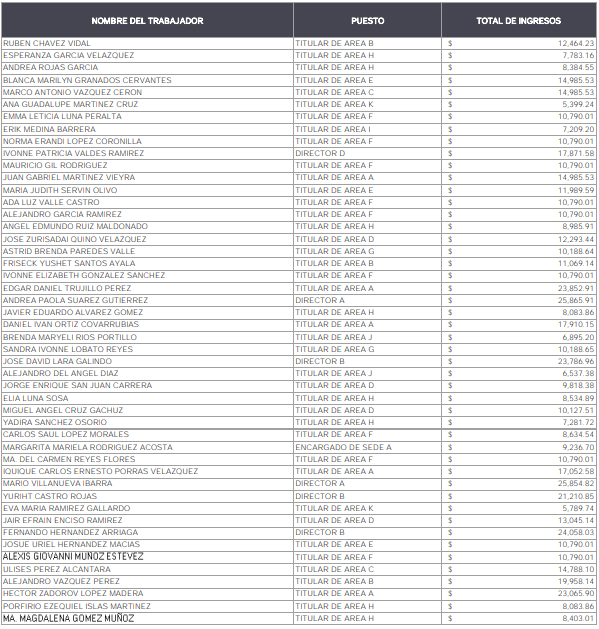 NOMBRE DEL TRABAJADOR PUESTO TOTAL DE INGRESOS
RUBEN CHAVEZ VIDAL TITULAR DE AREA B $ 12,464.23
ESPERANZA GARCIA VELAZQUEZ TITULAR DE AREA H $ 7,783.16
ANDREA ROJAS GARCIA TITULAR DE AREA H $ 8,384.55
BLANCA MARILYN GRANADOS CERVANTES TITULAR DE AREA E $ 14,985.53
MARCO ANTONIO VAZQUEZ CERON TITULAR DE AREA C $ 14,985.53
ANA GUADALUPE MARTINEZ CRUZ TITULAR DE AREA K $ 5,399.24
EMMA LETICIA LUNA PERALTA TITULAR DE AREA F $ 10,790.01
ERIK MEDINA BARRERA TITULAR DE AREA I $ 7,209.20
NORMA ERANDI LOPEZ CORONILLA TITULAR DE AREA F $ 10,790.01
IVONNE PATRICIA VALDES RAMIREZ DIRECTOR D $ 17,871.58
MAURICIO GIL RODRIGUEZ TITULAR DE AREA F $ 10,790.01
JUAN GABRIEL MARTINEZ VIEYRA TITULAR DE AREA A $ 14,985.53
MARIA JUDITH SERVIN OLIVO TITULAR DE AREA E $ 11,989.59
ADA LUZ VALLE CASTRO TITULAR DE AREA F $ 10,790.01
ALEJANDRO GARCIA RAMIREZ TITULAR DE AREA F $ 10,790.01
ANGEL EDMUNDO RUIZ MALDONADO TITULAR DE AREA H $ 8,985.91
JOSE ZURISADAI QUINO VELAZQUEZ TITULAR DE AREA D $ 12,293.44
ASTRID BRENDA PAREDES VALLE TITULAR DE AREA G $ 10,188.64
FRISECK YUSHET SANTOS AYALA TITULAR DE AREA B $ 11,069.14
IVONNE ELIZABETH GONZALEZ SANCHEZ TITULAR DE AREA F $ 10,790.01
EDGAR DANIEL TRUJILLO PEREZ TITULAR DE AREA A $ 23,852.91
ANDREA PAOLA SUAREZ GUTIERREZ DIRECTOR A $ 25,865.91
JAVIER EDUARDO ALVAREZ GOMEZ TITULAR DE AREA H $ 8,083.86
DANIEL IVAN ORTIZ COVARRUBIAS TITULAR DE AREA A $ 17,910.15
BRENDA MARYELI RIOS PORTILLO TITULAR DE AREA J $ 6,895.20
SANDRA IVONNE LOBATO REYES TITULAR DE AREA G $ 10,188.65
JOSE DAVID LARA GALINDO DIRECTOR B $ 23,786.96
ALEJANDRO DEL ANGEL DIAZ TITULAR DE AREA J $ 6,537.38
JORGE ENRIQUE SAN JUAN CARRERA TITULAR DE AREA D $ 9,818.38
ELIA LUNA SOSA TITULAR DE AREA H $ 8,534.89
MIGUEL ANGEL CRUZ GACHUZ TITULAR DE AREA D $ 10,127.51
YADIRA SANCHEZ OSORIO TITULAR DE AREA H $ 7,281.72
CARLOS SAUL LOPEZ MORALES TITULAR DE AREA F $ 8,634.54
MARGARITA MARIELA RODRIGUEZ ACOSTA ENCARGADO DE SEDE A $ 9,236.70
MA. DEL CARMEN REYES FLORES TITULAR DE AREA F $ 10,790.01
IQUIQUE CARLOS ERNESTO PORRAS VELAZQUEZ TITULAR DE AREA A $ 17,052.58
MARIO VILLANUEVA IBARRA DIRECTOR A $ 25,854.82
YURIHT CASTRO ROJAS DIRECTOR B $ 21,210.85
EVA MARIA RAMIREZ GALLARDO TITULAR DE AREA K $ 5,789.74
JAIR EFRAIN ENCISO RAMIREZ TITULAR DE AREA D $ 13,045.14
FERNANDO HERNANDEZ ARRIAGA DIRECTOR B $ 24,058.03
JOSUE URIEL HERNANDEZ MACIAS TITULAR DE AREA E $ 10,790.01
ALEXIS GIOVANNI MUÑOZ ESTEVEZ TITULAR DE AREA F $ 10,790.01
ULISES PEREZ ALCANTARA TITULAR DE AREA C $ 14,788.10
ALEJANDRO VAZQUEZ PEREZ TITULAR DE AREA B $ 19,958.14
HECTOR ZADOROV LOPEZ MADERA TITULAR DE AREA A $ 23,065.90
PORFIRIO EZEQUIEL ISLAS MARTINEZ TITULAR DE AREA H $ 8,083.86
MA. MAGDALENA GOMEZ MUÑOZ TITULAR DE AREA H $ 8,403.01